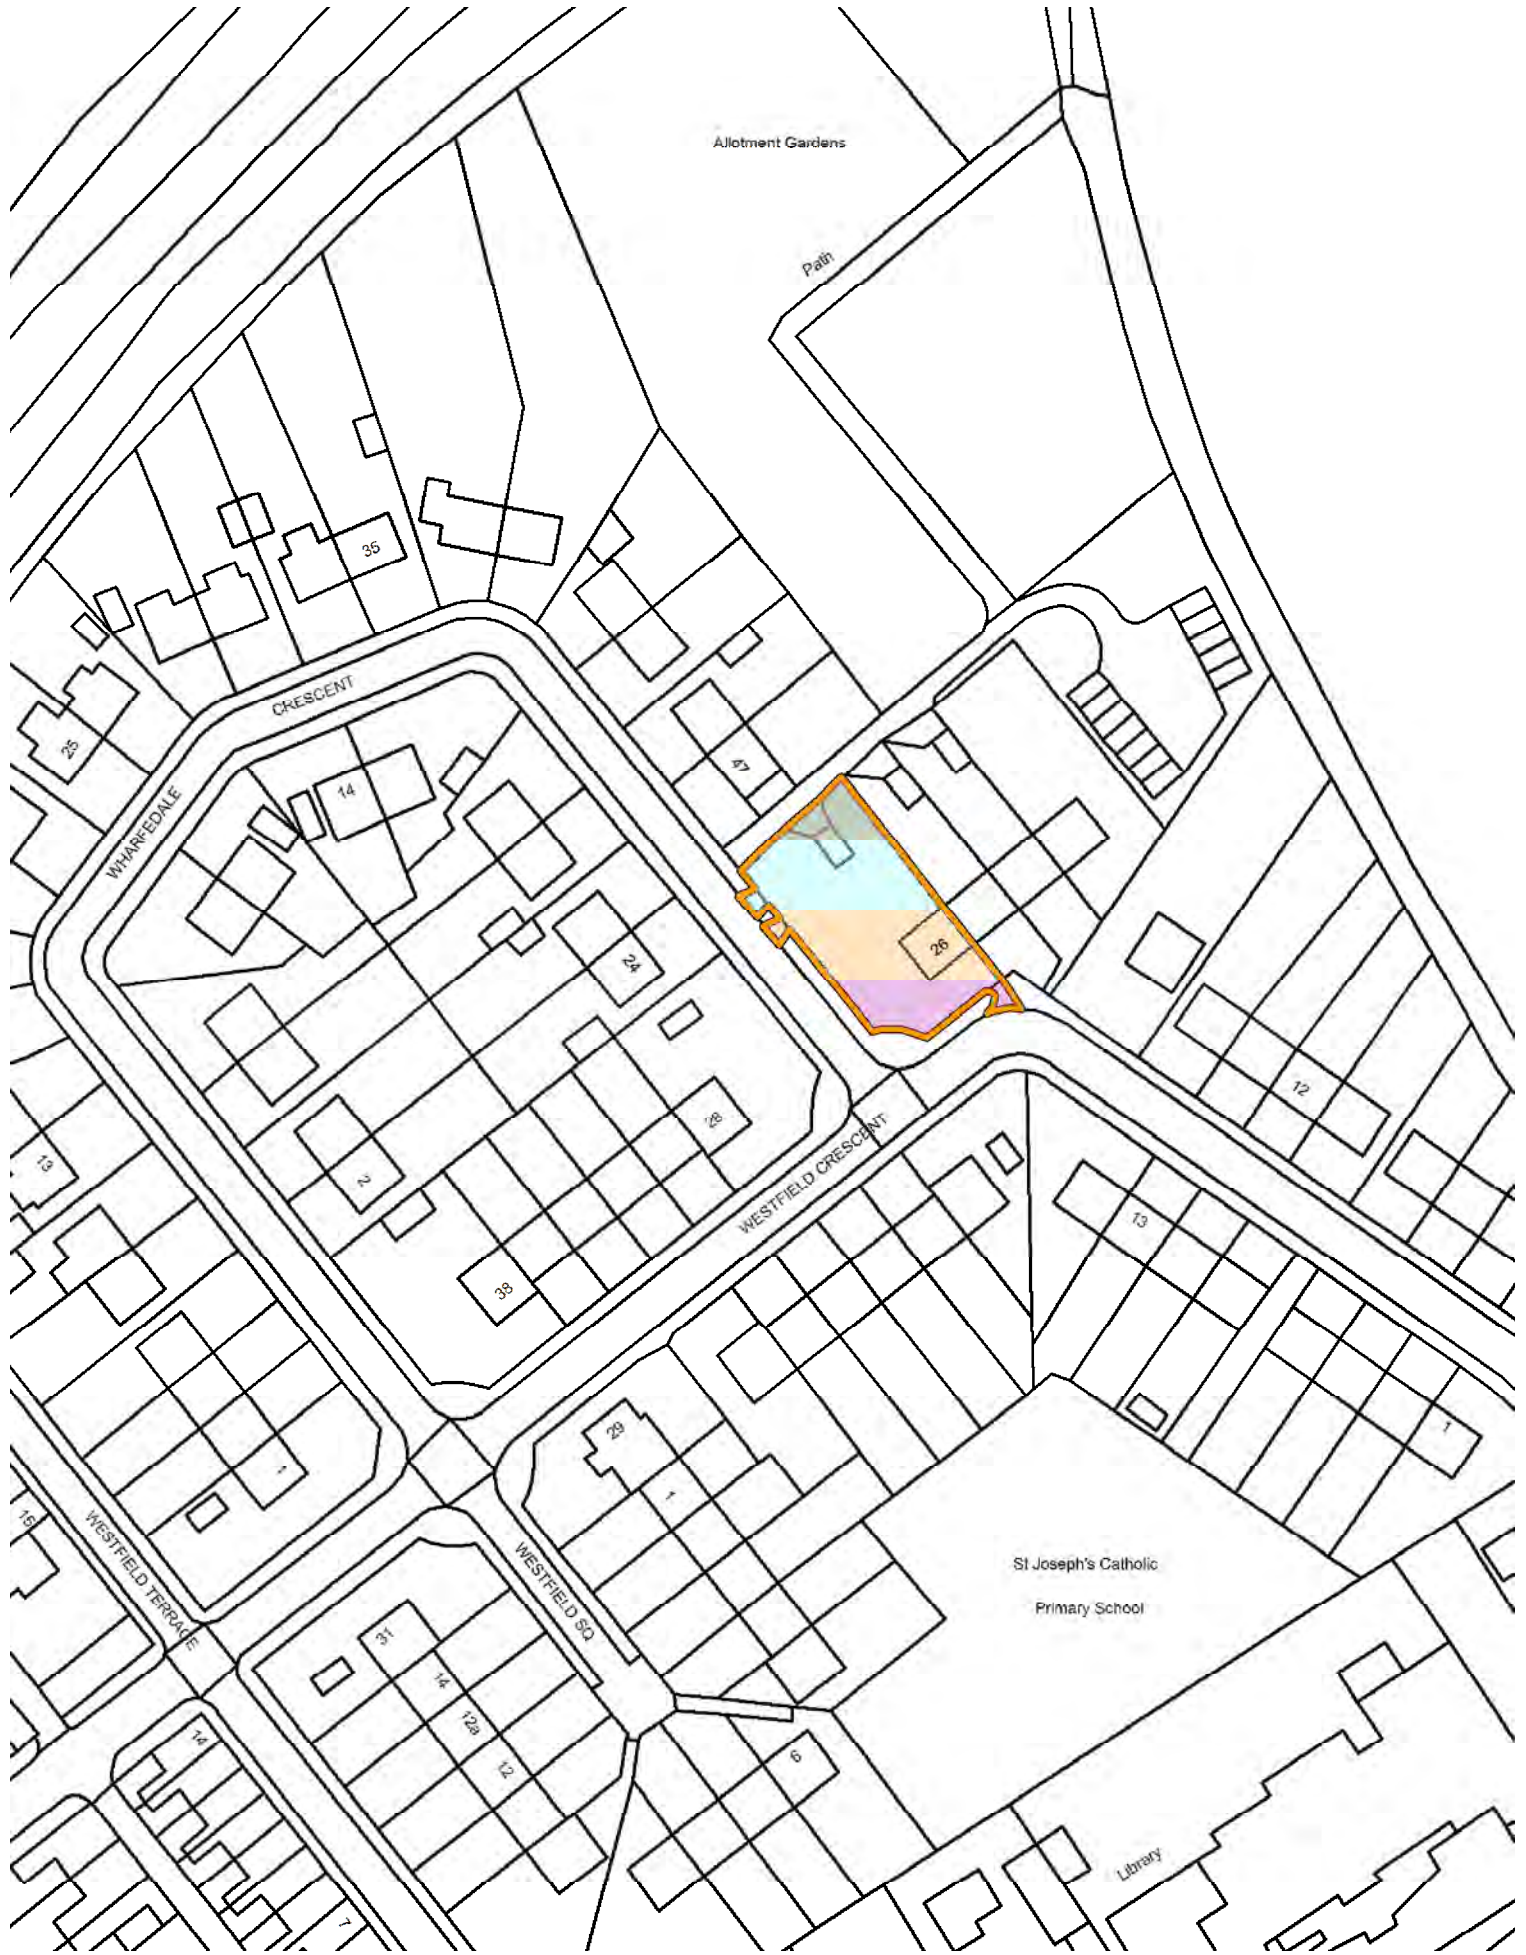 Allotment Gardens
Path
35
CRESCENT
25
47
14
WHARFEDALE
26
24
12
28
WESTFIELD CRESCENT
13
2
13
38
29
1
1
1
16
WESTFIELD TERRACE
WESTFIELD SQ
St Joseph's Catholic
Primary School
31
14
12a
12
14
6
Library
7